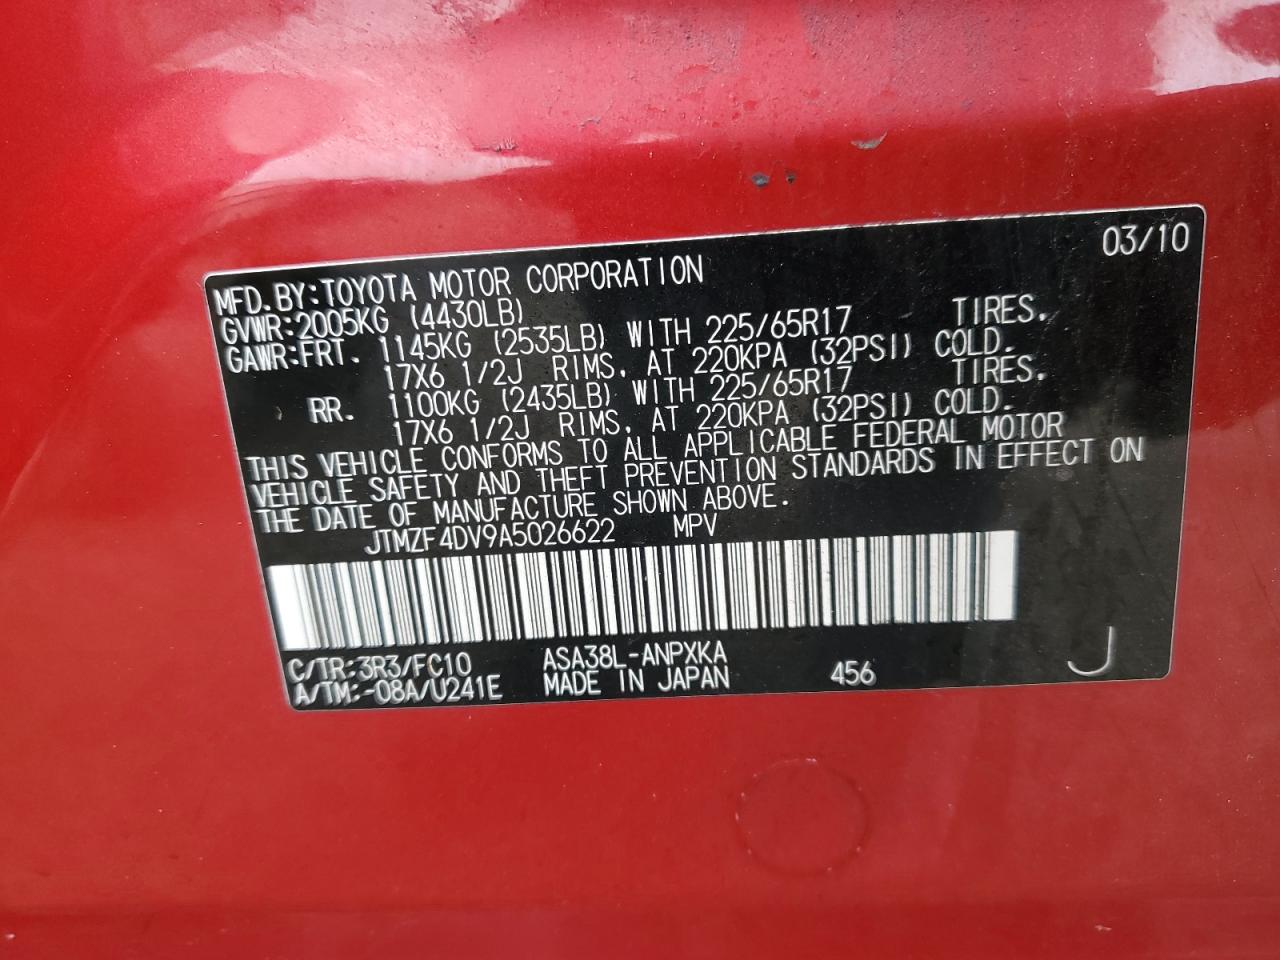 03/10
MFD. BY: TOYOTA MOTOR CORPORATION
GVWR: 2005KG (4430LB)
GAWR: FRT. 1145KG (2535LB) WITH 225/65R17 TIRES,
17X6 1/2J RIMS, AT 220KPA (32PSI) COLD.
RR. 1100KG (2435LB) WITH 225/65R17 TIRES,
17X6 1/2J RIMS, AT 220KPA (32PSI) COLD.
THIS VEHICLE CONFORMS TO ALL APPLICABLE FEDERAL MOTOR
VEHICLE SAFETY AND THEFT PREVENTION STANDARDS IN EFFECT ON
THE DATE OF MANUFACTURE SHOWN ABOVE.
JTMZF4DV9A5026622 MPV
C/TR: 3R3/FC10 ASA38L-ANPXKA
A/TM: -08A/U241E MADE IN JAPAN 456 J